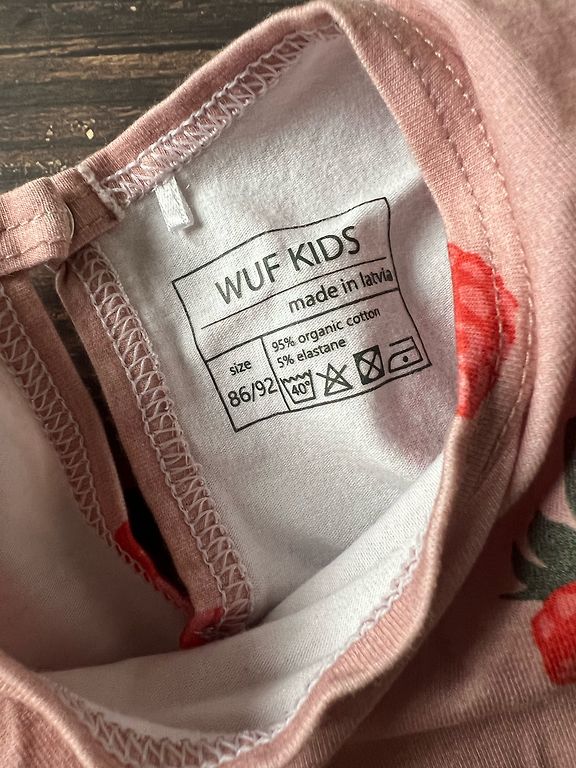 WUF KIDS
made in latvia
size
86/92
95% organic cotton
5% elastane
40°